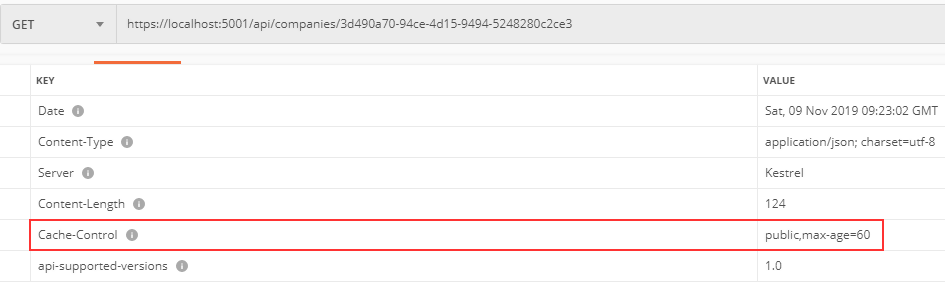 GET https://localhost:5001/api/companies/3d490a70-94ce-4d15-9494-5248280c2ce3
KEY VALUE
Date Sat, 09 Nov 2019 09:23:02 GMT
Content-Type application/json; charset=utf-8
Server Kestrel
Content-Length 124
Cache-Control public,max-age=60
api-supported-versions 1.0